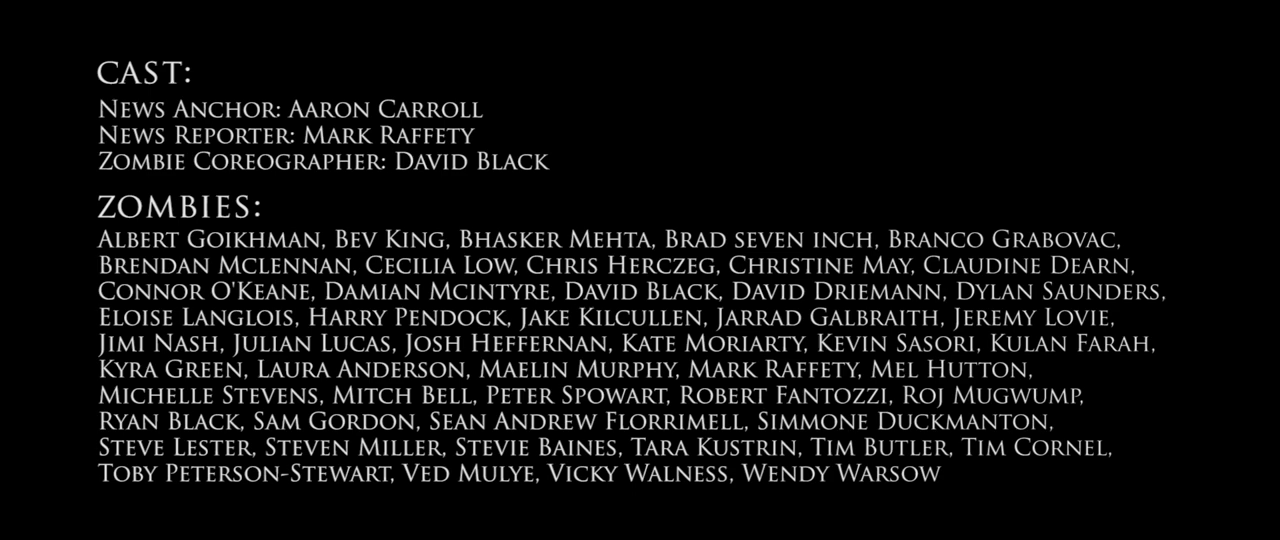 CAST:
NEWS ANCHOR: AARON CARROLL
NEWS REPORTER: MARK RAFFETY
ZOMBIE COREOGRAPHER: DAVID BLACK
ZOMBIES:
ALBERT GOIKHMAN, BEV KING, BHASKER MEHTA, BRAD SEVEN INCH, BRANCO GRABOVAC,
BRENDAN MCLENNAN, CECILIA LOW, CHRIS HERCZEG, CHRISTINE MAY, CLAUDINE DEARN,
CONNOR O'KEANE, DAMIAN MCINTYRE, DAVID BLACK, DAVID DRIEMANN, DYLAN SAUNDERS,
ELOISE LANGLOIS, HARRY PENDOCK, JAKE KILCULLEN, JARRAD GALBRAITH, JEREMY LOVIE,
JIMI NASH, JULIAN LUCAS, JOSH HEFFERNAN, KATE MORIARTY, KEVIN SASORI, KULAN FARAH,
KYRA GREEN, LAURA ANDERSON, MAELIN MURPHY, MARK RAFFETY, MEL HUTTON,
MICHELLE STEVENS, MITCH BELL, PETER SPOWART, ROBERT FANTOZZI, ROJ MUGWUMP,
RYAN BLACK, SAM GORDON, SEAN ANDREW FLORRIMELL, SIMMONE DUCKMANTON,
STEVE LESTER, STEVEN MILLER, STEVIE BAINES, TARA KUSTRIN, TIM BUTLER, TIM CORNEL,
TOBY PETERSON-STEWART, VED MULYE, VICKY WALNESS, WENDY WARSOW